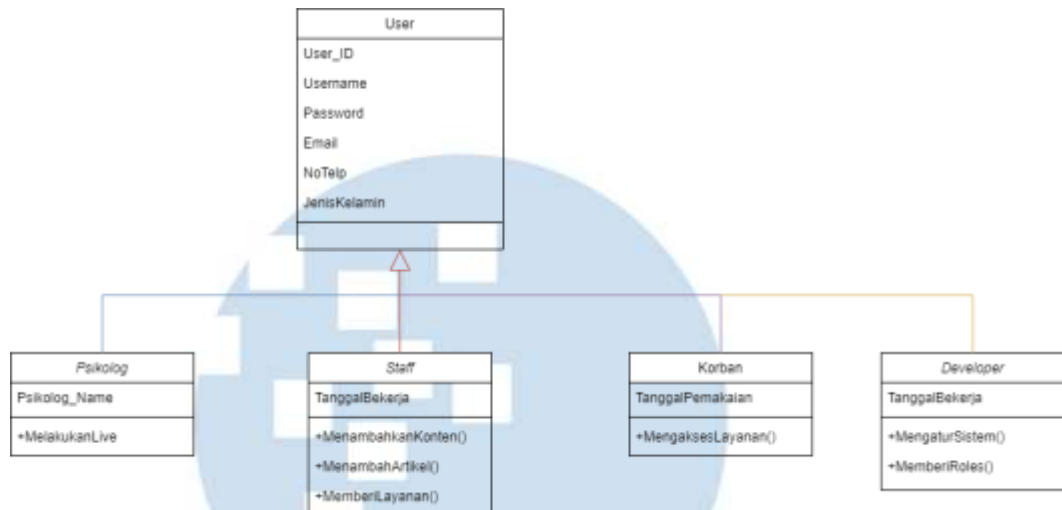 User
User_ID
Username
Password
Email
NoTelp
JenisKelamin
Psikolog
Psikolog_Name
+MelakukanLive
Staff
TanggalBekerja
+MenambahkanKonten()
+MenambahArtikel()
+MemberiLayanan()
Korban
TanggalPemakaian
+MengaksesLayanan()
Developer
TanggalBekerja
+MengaturSistem()
+MemberiRoles()